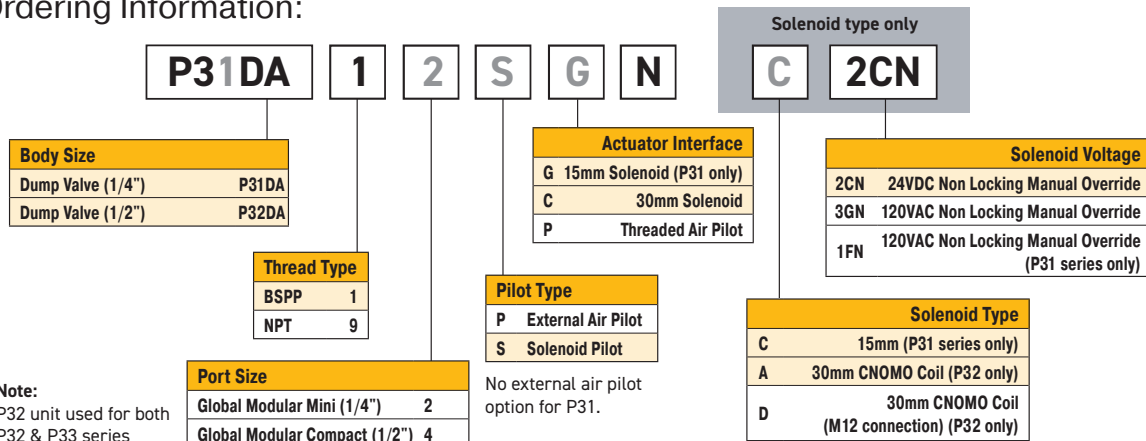 Ordering Information:
Solenoid type only
P31DA 1 2 S G N C 2CN
Body Size
Dump Valve (1/4") P31DA
Dump Valve (1/2") P32DA
Thread Type
BSPP 1
NPT 9
Port Size
Global Modular Mini (1/4") 2
Global Modular Compact (1/2") 4
Pilot Type
P External Air Pilot
S Solenoid Pilot
No external air pilot
option for P31.
Actuator Interface
G 15mm Solenoid (P31 only)
C 30mm Solenoid
P Threaded Air Pilot
Solenoid Type
C 15mm (P31 series only)
A 30mm CNOMO Coil (P32 only)
D 30mm CNOMO Coil
(M12 connection) (P32 only)
Solenoid Voltage
2CN 24VDC Non Locking Manual Override
3GN 120VAC Non Locking Manual Override
1FN 120VAC Non Locking Manual Override
(P31 series only)
Note:
P32 unit used for both
P32 & P33 series